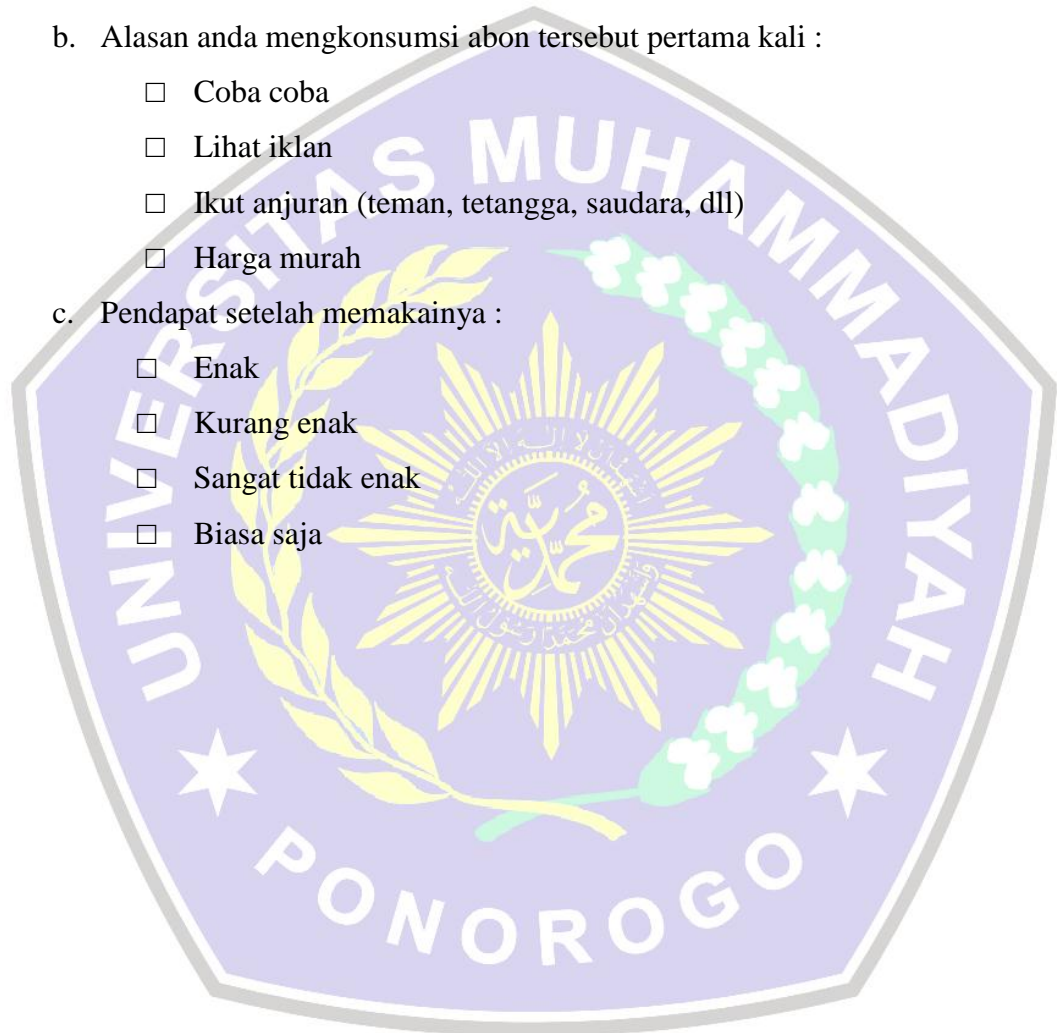 b. Alasan anda mengkonsumsi abon tersebut pertama kali :
□ Coba coba
□ Lihat iklan
□ Ikut anjuran (teman, tetangga, saudara, dll)
□ Harga murah
c. Pendapat setelah memakainya :
□ Enak
□ Kurang enak
□ Sangat tidak enak
□ Biasa saja
UNIVERSITAS MUHAMMADIYAH
PONOROGO
محمدية